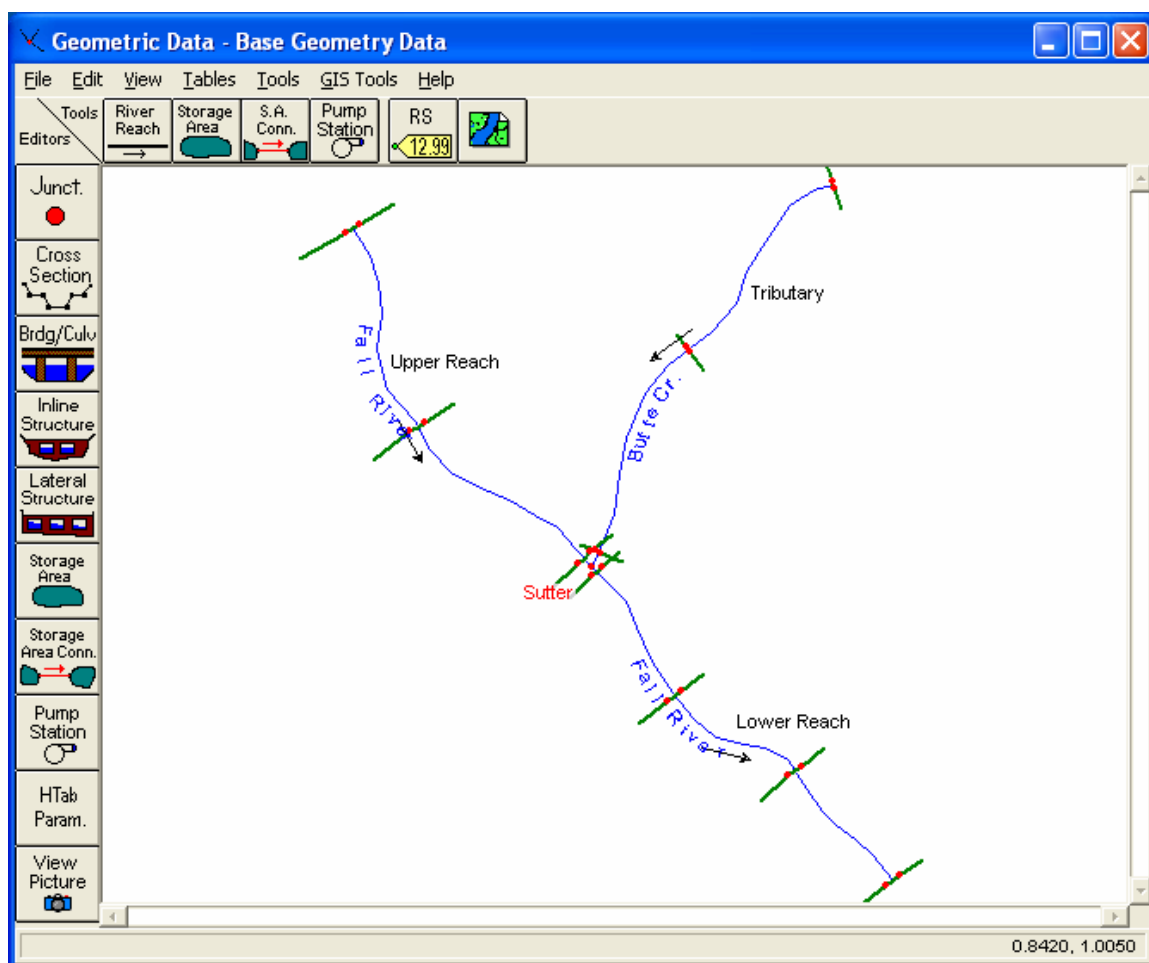 Geometric Data - Base Geometry Data
File Edit View Tables Tools GIS Tools Help
Tools
Editors
River
Reach
Storage
Area
S.A.
Conn.
Pump
Station
RS
12.99
Junct.
Cross
Section
Brdg/Culv
Inline
Structure
Lateral
Structure
Storage
Area
Storage
Area Conn.
Pump
Station
HTab
Param.
View
Picture
Tributary
Fall River
Upper Reach
Butte Cr.
Sutter
Fall River
Lower Reach
0.8420, 1.0050